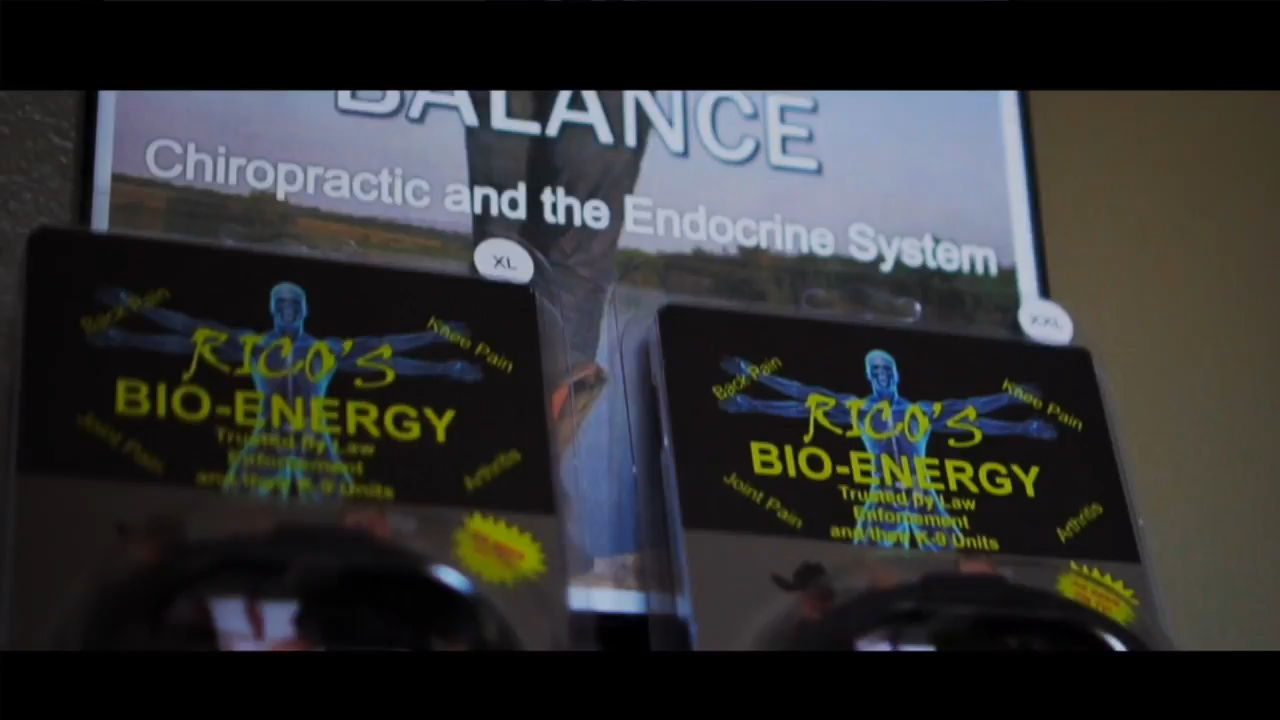 BALANCE
Chiropractic and the Endocrine System
XL
Back Pain
Knee Pain
RICO'S
BIO-ENERGY
Trusted by Law
Enforcement
and their K-9 Units
Joint Pain
Arthritis
XXL
Back Pain
Knee Pain
RICO'S
BIO-ENERGY
Trusted by Law
Enforcement
and their K-9 Units
Joint Pain
Arthritis